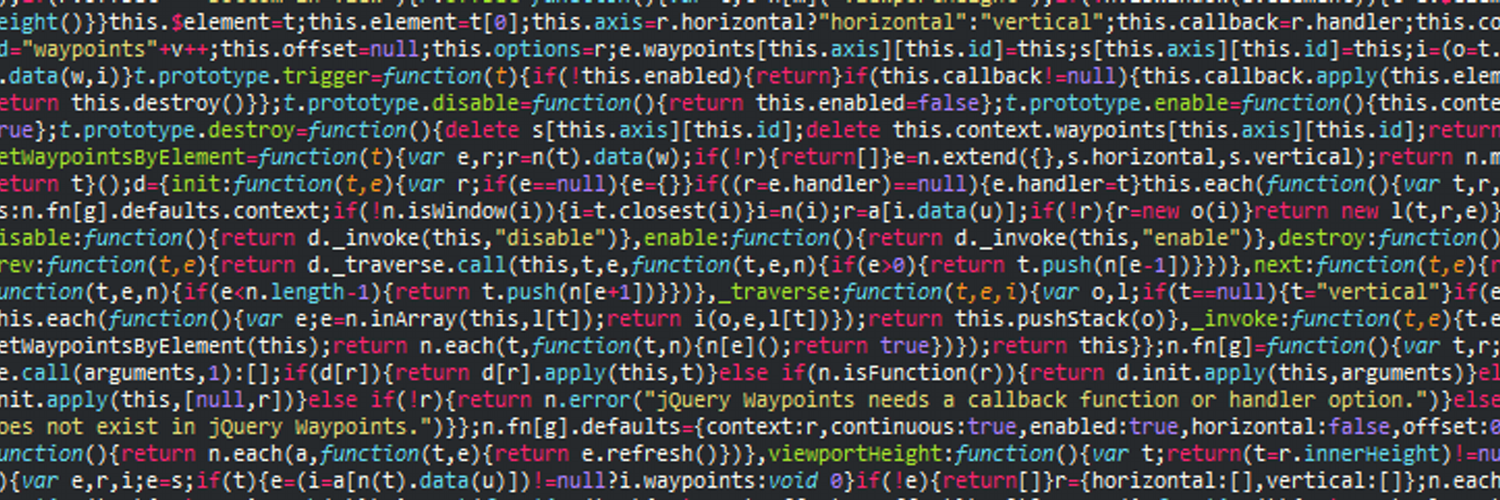 eight()}}this.$element=t;this.element=t[0];this.axis=r.horizontal?"horizontal":"vertical";this.callback=r.handler;this.co
d="waypoints"+v++;this.offset=null;this.options=r;e.waypoints[this.axis][this.id]=this;s[this.axis][this.id]=this;i=(o=t.
.data(w,i)}t.prototype.trigger=function(t){if(!this.enabled){return}if(this.callback!=null){this.callback.apply(this.elem
eturn this.destroy()}};t.prototype.disable=function(){return this.enabled=false};t.prototype.enable=function(){this.conte
rue};t.prototype.destroy=function(){delete s[this.axis][this.id];delete this.context.waypoints[this.axis][this.id];return
etWaypointsByElement=function(t){var e,r;r=n(t).data(w);if(!r){return[]}e=n.extend({},s.horizontal,s.vertical);return n.m
eturn t}();d={init:function(t,e){var r;if(e==null){e={}}if((r=e.handler)==null){e.handler=t}this.each(function(){var t,r,
s:n.fn[g].defaults.context;if(!n.isWindow(i)){i=t.closest(i)}i=n(i);r=a[i.data(u)];if(!r){r=new o(i)}return new l(t,r,e)}
isable:function(){return d._invoke(this,"disable")},enable:function(){return d._invoke(this,"enable")},destroy:function()
rev:function(t,e){return d._traverse.call(this,t,e,function(t,e,n){if(e>0){return t.push(n[e-1])}})},next:function(t,e){r
unction(t,e,n){if(e<n.length-1){return t.push(n[e+1])}})},_traverse:function(t,e,i){var o,l;if(t==null){t="vertical"}if(e
his.each(function(){var e;e=n.inArray(this,l[t]);return i(o,e,l[t])});return this.pushStack(o)},_invoke:function(t,e){t.e
etWaypointsByElement(this);return n.each(t,function(t,n){n[e]();return true})});return this}};n.fn[g]=function(){var t,r;
e.call(arguments,1):[];if(d[r]){return d[r].apply(this,t)}else if(n.isFunction(r)){return d.init.apply(this,arguments)}el
nit.apply(this,[null,r])}else if(!r){return n.error("jQuery Waypoints needs a callback function or handler option.")}else
oes not exist in jQuery Waypoints.")}};n.fn[g].defaults={context:r,continuous:true,enabled:true,horizontal:false,offset:0
unction(){return n.each(a,function(t,e){return e.refresh()})},viewportHeight:function(){var t;return(t=r.innerHeight)!=nu
){var e,r,i;e=s;if(t){e=(i=a[n(t).data(u)])!=null?i.waypoints:void 0}if(!e){return[]}r={horizontal:[],vertical:[]};n.each